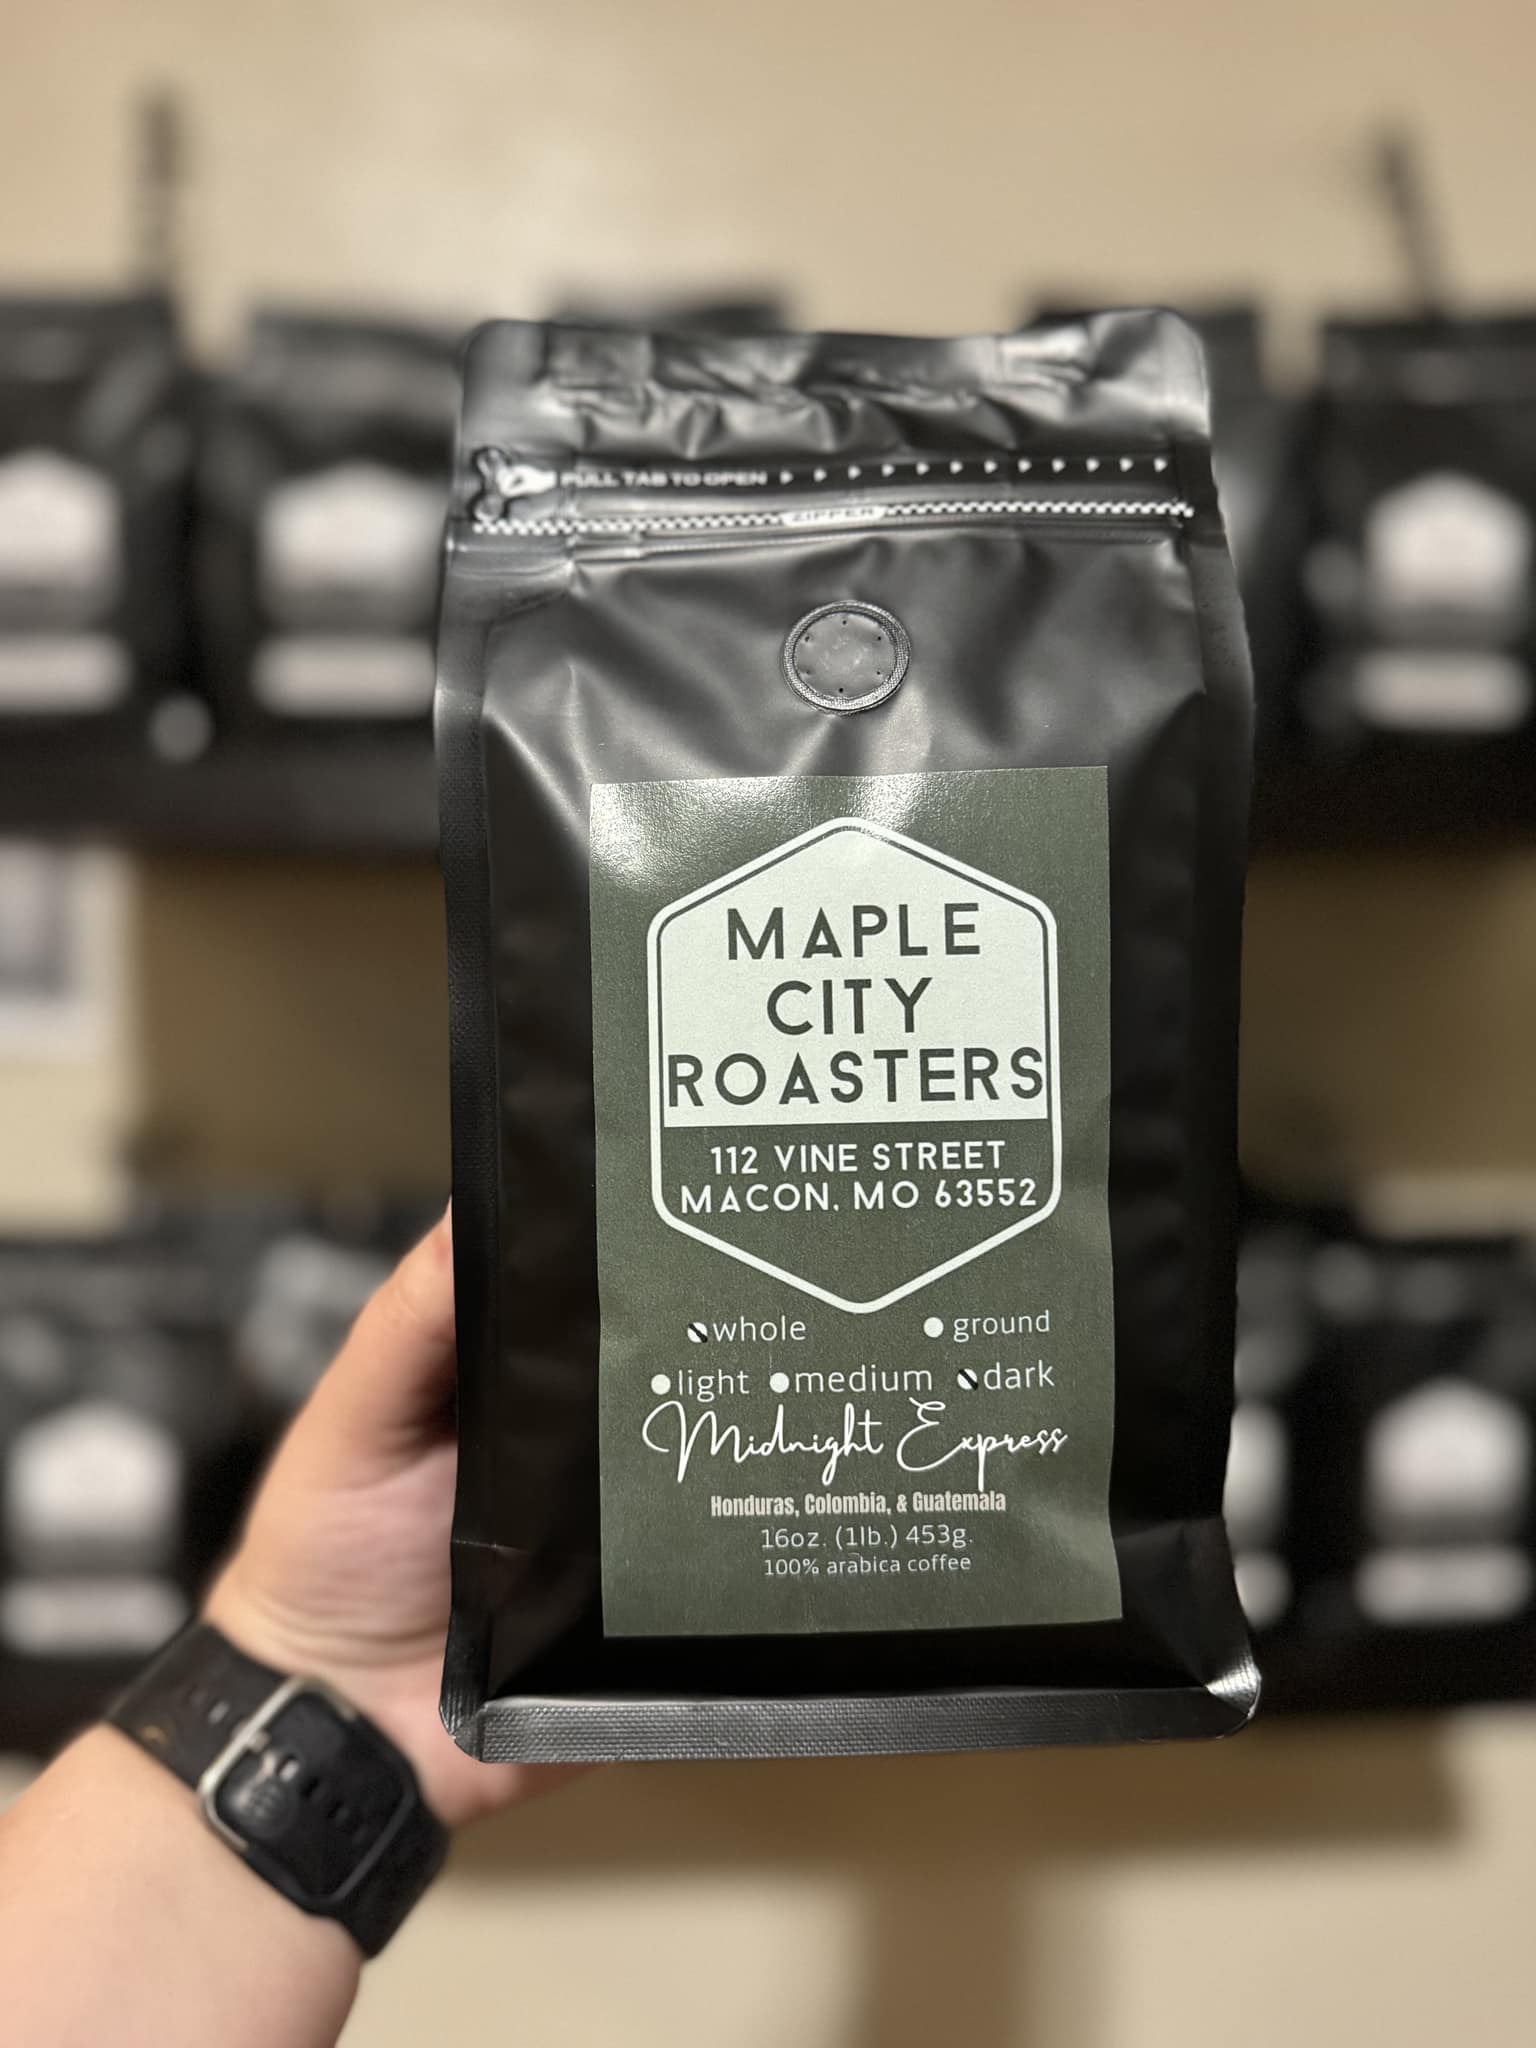 PULL TAB TO OPEN
ZIPPER
MAPLE
CITY
ROASTERS
112 VINE STREET
MACON, MO 63552
whole ground
light medium dark
Midnight Express
Honduras, Colombia, & Guatemala
16oz. (1lb.) 453g.
100% arabica coffee